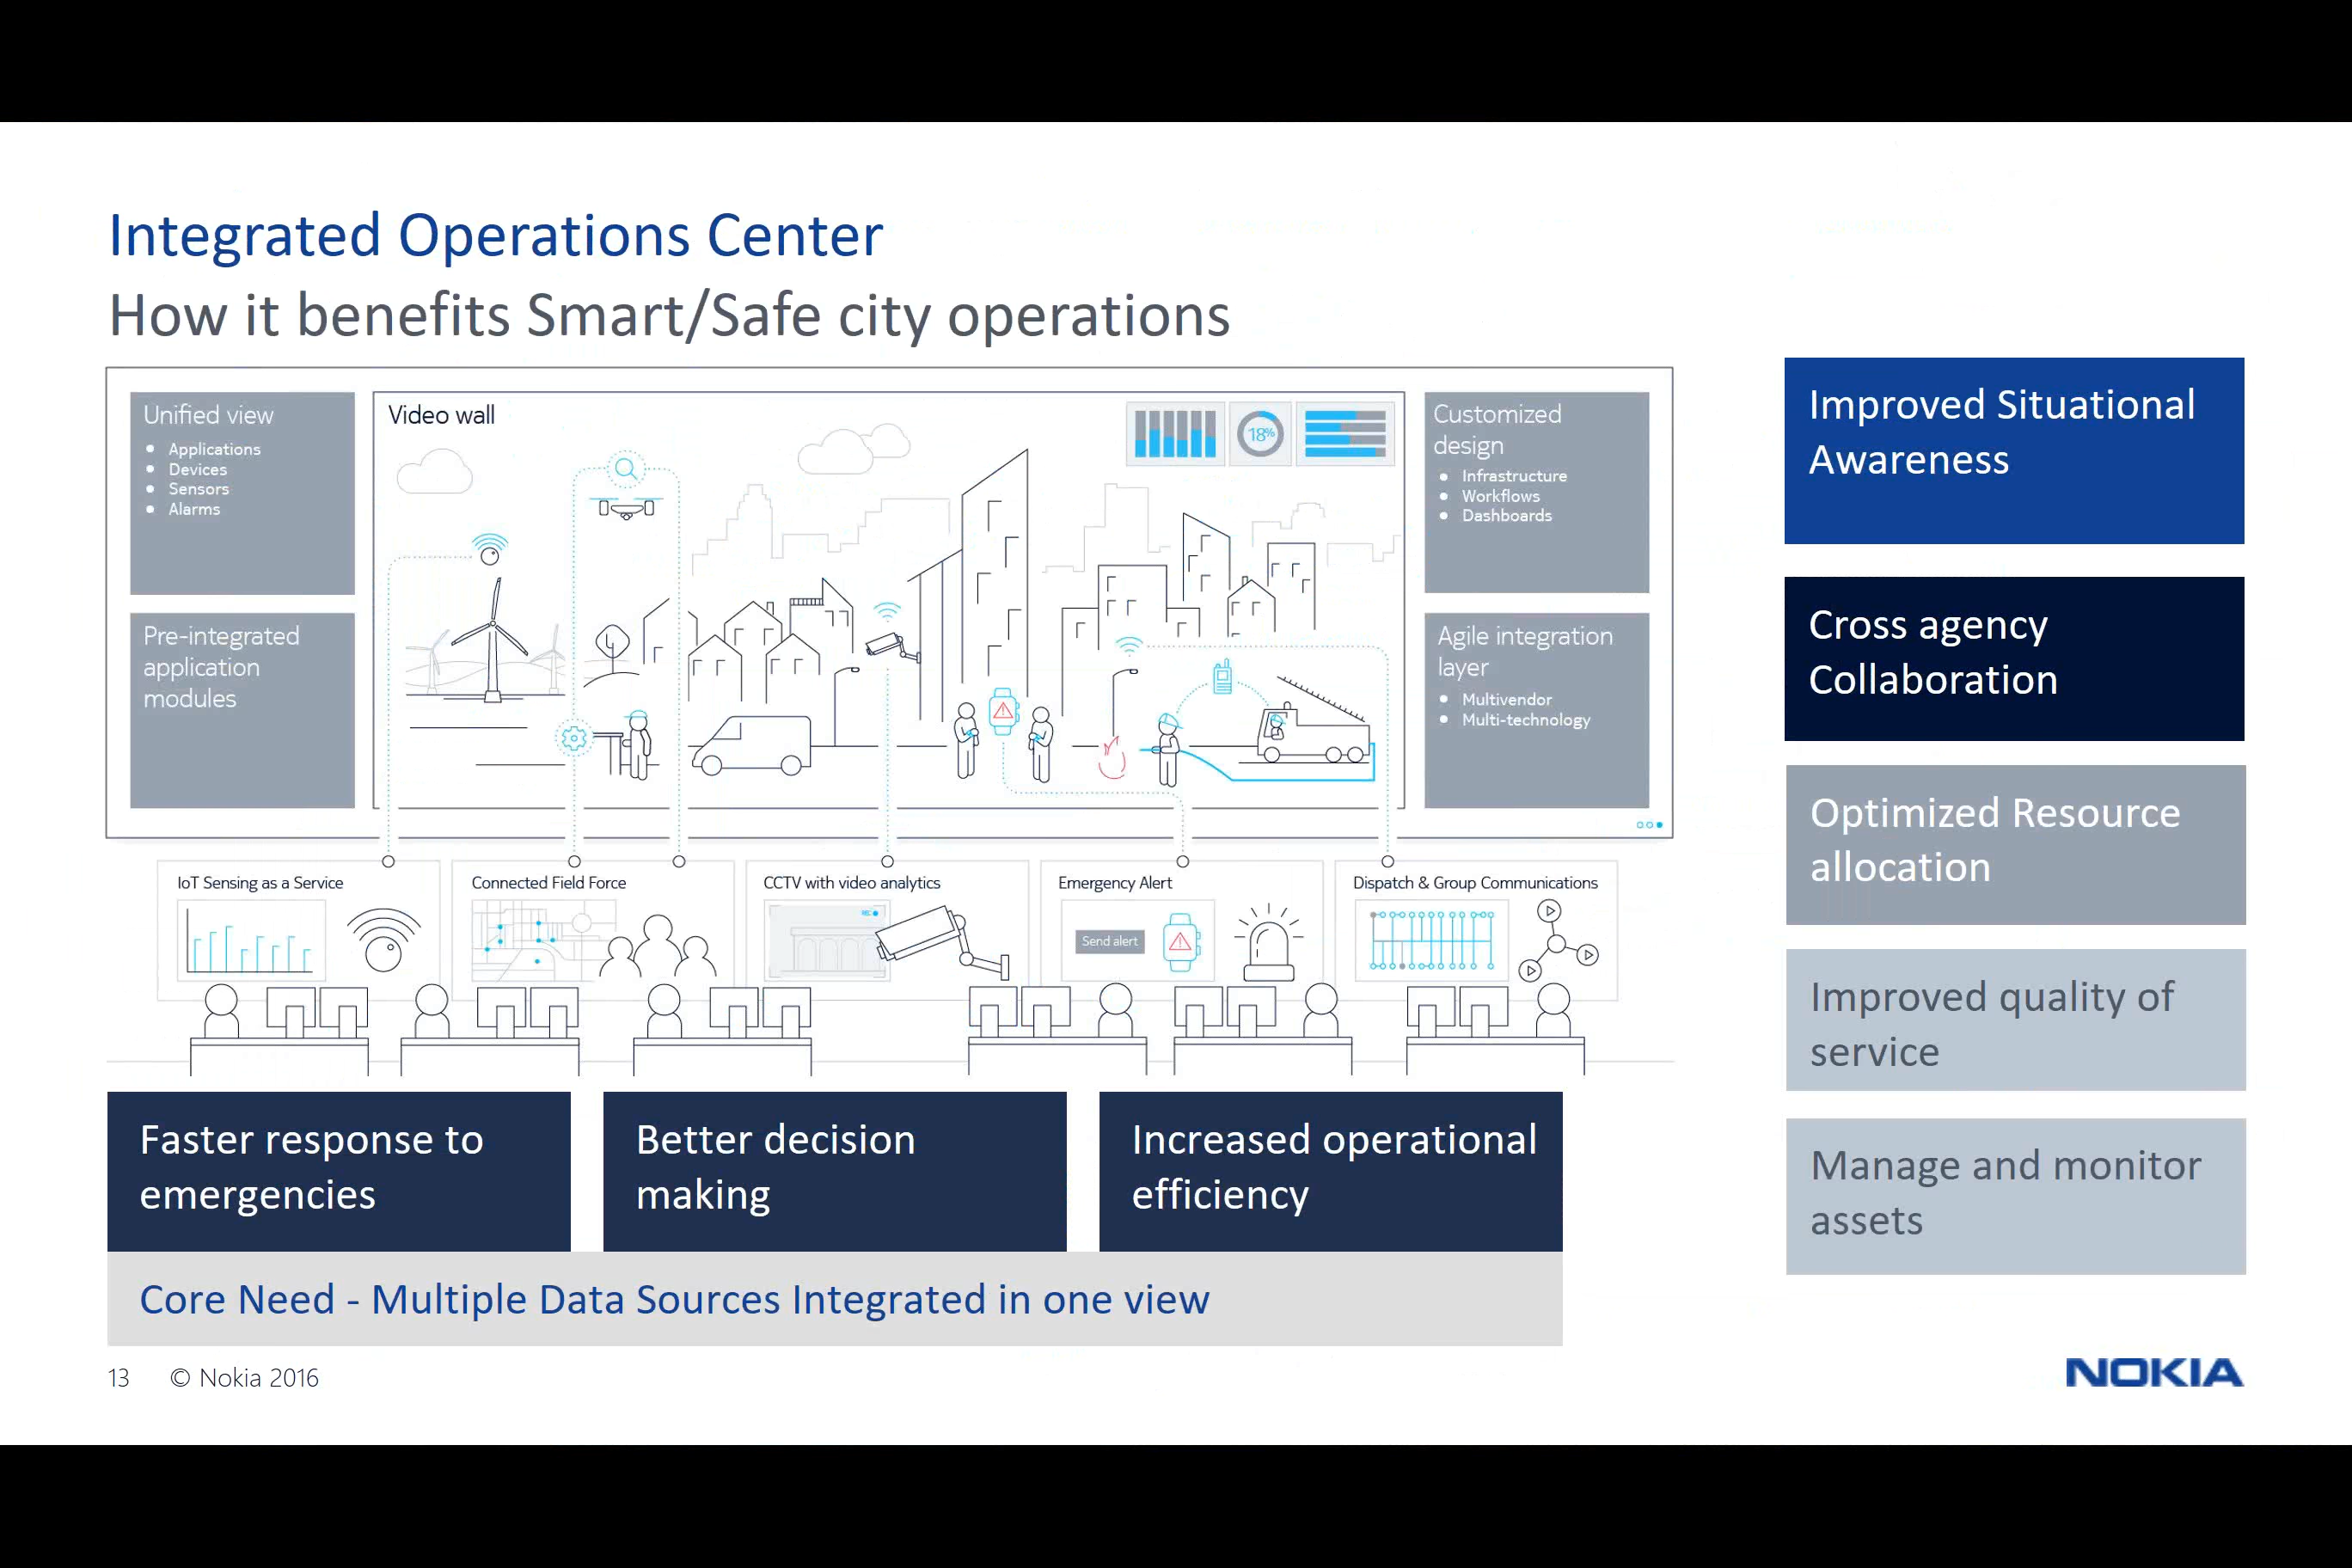 Integrated Operations Center
How it benefits Smart/Safe city operations
Unified view
• Applications
• Devices
• Sensors
• Alarms
Pre-integrated
application
modules
Video wall
18%
Customized
design
• Infrastructure
• Workflows
• Dashboards
Agile integration
layer
• Multivendor
• Multi-technology
IoT Sensing as a Service
Connected Field Force
CCTV with video analytics
Emergency Alert
Send alert
Dispatch & Group Communications
Faster response to
emergencies
Better decision
making
Increased operational
efficiency
Core Need - Multiple Data Sources Integrated in one view
Improved Situational
Awareness
Cross agency
Collaboration
Optimized Resource
allocation
Improved quality of
service
Manage and monitor
assets
13 © Nokia 2016
NOKIA